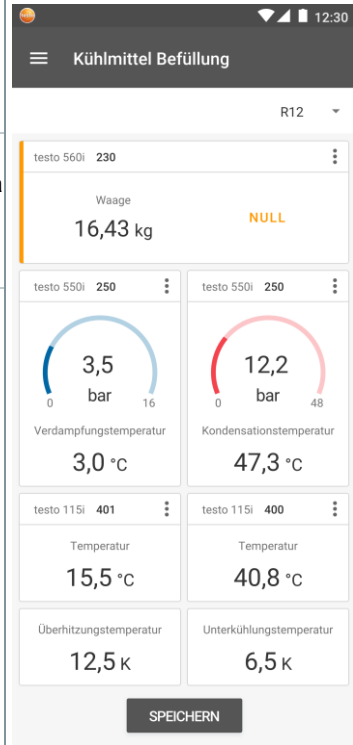 testo
12:30
Kühlmittel Befüllung
R12
testo 560i 230
Waage
16,43 kg
NULL
testo 550i 250
3,5
bar
0 16
Verdampfungstemperatur
3,0 °C
testo 550i 250
12,2
bar
0 48
Kondensationstemperatur
47,3 °C
testo 115i 401
Temperatur
15,5 °C
testo 115i 400
Temperatur
40,8 °C
Überhitzungstemperatur
12,5 K
Unterkühlungstemperatur
6,5 K
SPEICHERN